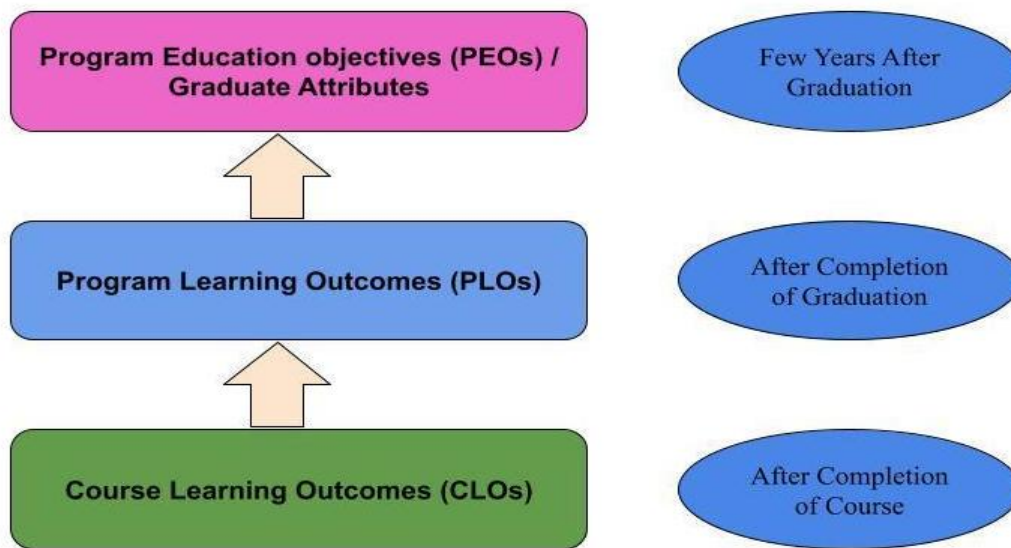 Program Education objectives (PEOs) /
Graduate Attributes
Few Years After
Graduation
Program Learning Outcomes (PLOs)
After Completion
of Graduation
Course Learning Outcomes (CLOs)
After Completion
of Course